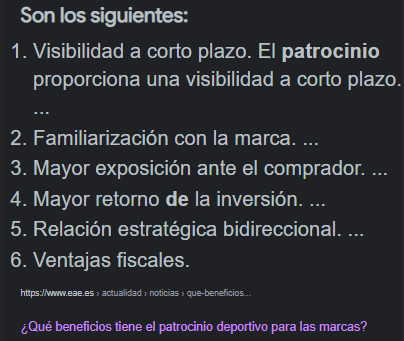 Son los siguientes:
1. Visibilidad a corto plazo. El patrocinio
proporciona una visibilidad a corto plazo.
...
2. Familiarización con la marca. ...
3. Mayor exposición ante el comprador. ...
4. Mayor retorno de la inversión. ...
5. Relación estratégica bidireccional. ...
6. Ventajas fiscales.
https://www.eae.es › actualidad › noticias › que-beneficios...
¿Qué beneficios tiene el patrocinio deportivo para las marcas?